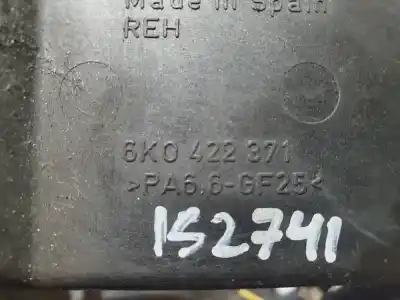 Made in Spain
REH
6K0 422 371
>PA6.6-GF25<
152741